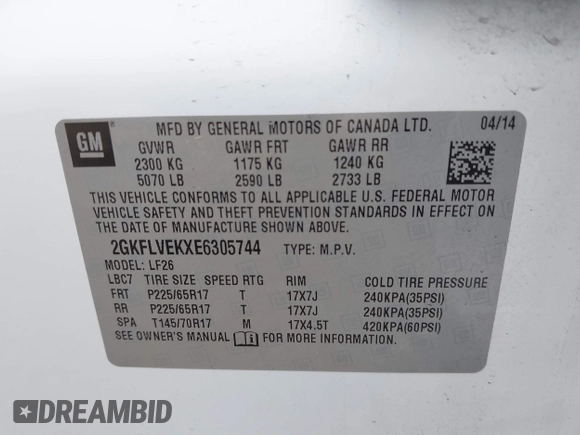 GM
MFD BY GENERAL MOTORS OF CANADA LTD. 04/14
GVWR GAWR FRT GAWR RR
2300 KG 1175 KG 1240 KG
5070 LB 2590 LB 2733 LB
THIS VEHICLE CONFORMS TO ALL APPLICABLE U.S. FEDERAL MOTOR
VEHICLE SAFETY AND THEFT PREVENTION STANDARDS IN EFFECT ON
THE DATE OF MANUFACTURE SHOWN ABOVE.
2GKFLVEKXE6305744 TYPE: M.P.V.
MODEL: LF26
LBC7 TIRE SIZE SPEED RTG RIM COLD TIRE PRESSURE
FRT P225/65R17 T 17X7J 240KPA(35PSI)
RR P225/65R17 T 17X7J 240KPA(35PSI)
SPA T145/70R17 M 17X4.5T 420KPA(60PSI)
SEE OWNER'S MANUAL FOR MORE INFORMATION
DREAMBID